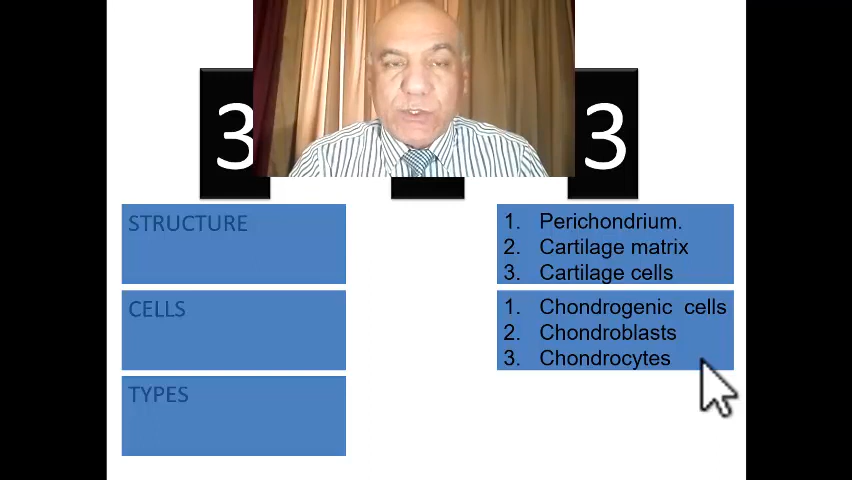 3 3
STRUCTURE
1. Perichondrium.
2. Cartilage matrix
3. Cartilage cells
CELLS
1. Chondrogenic cells
2. Chondroblasts
3. Chondrocytes
TYPES